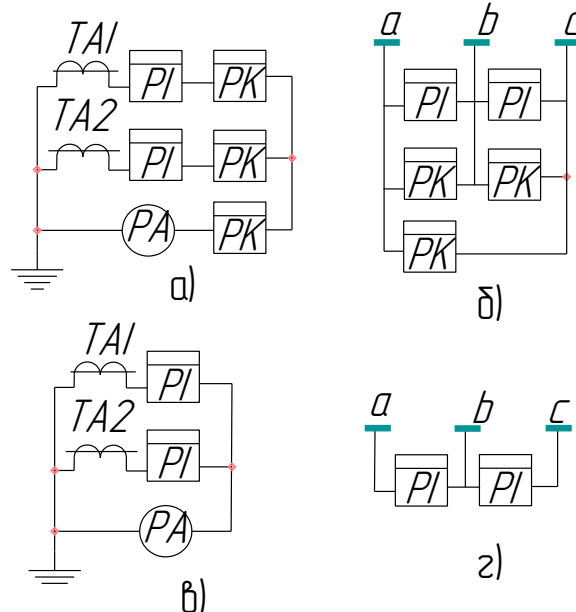 TA1
PI PK
TA2
PI PK
PA PK
а)
a b c
PI PI
PK PK
PK
б)
TA1
PI
TA2
PI
PA
в)
a b c
PI PI
г)